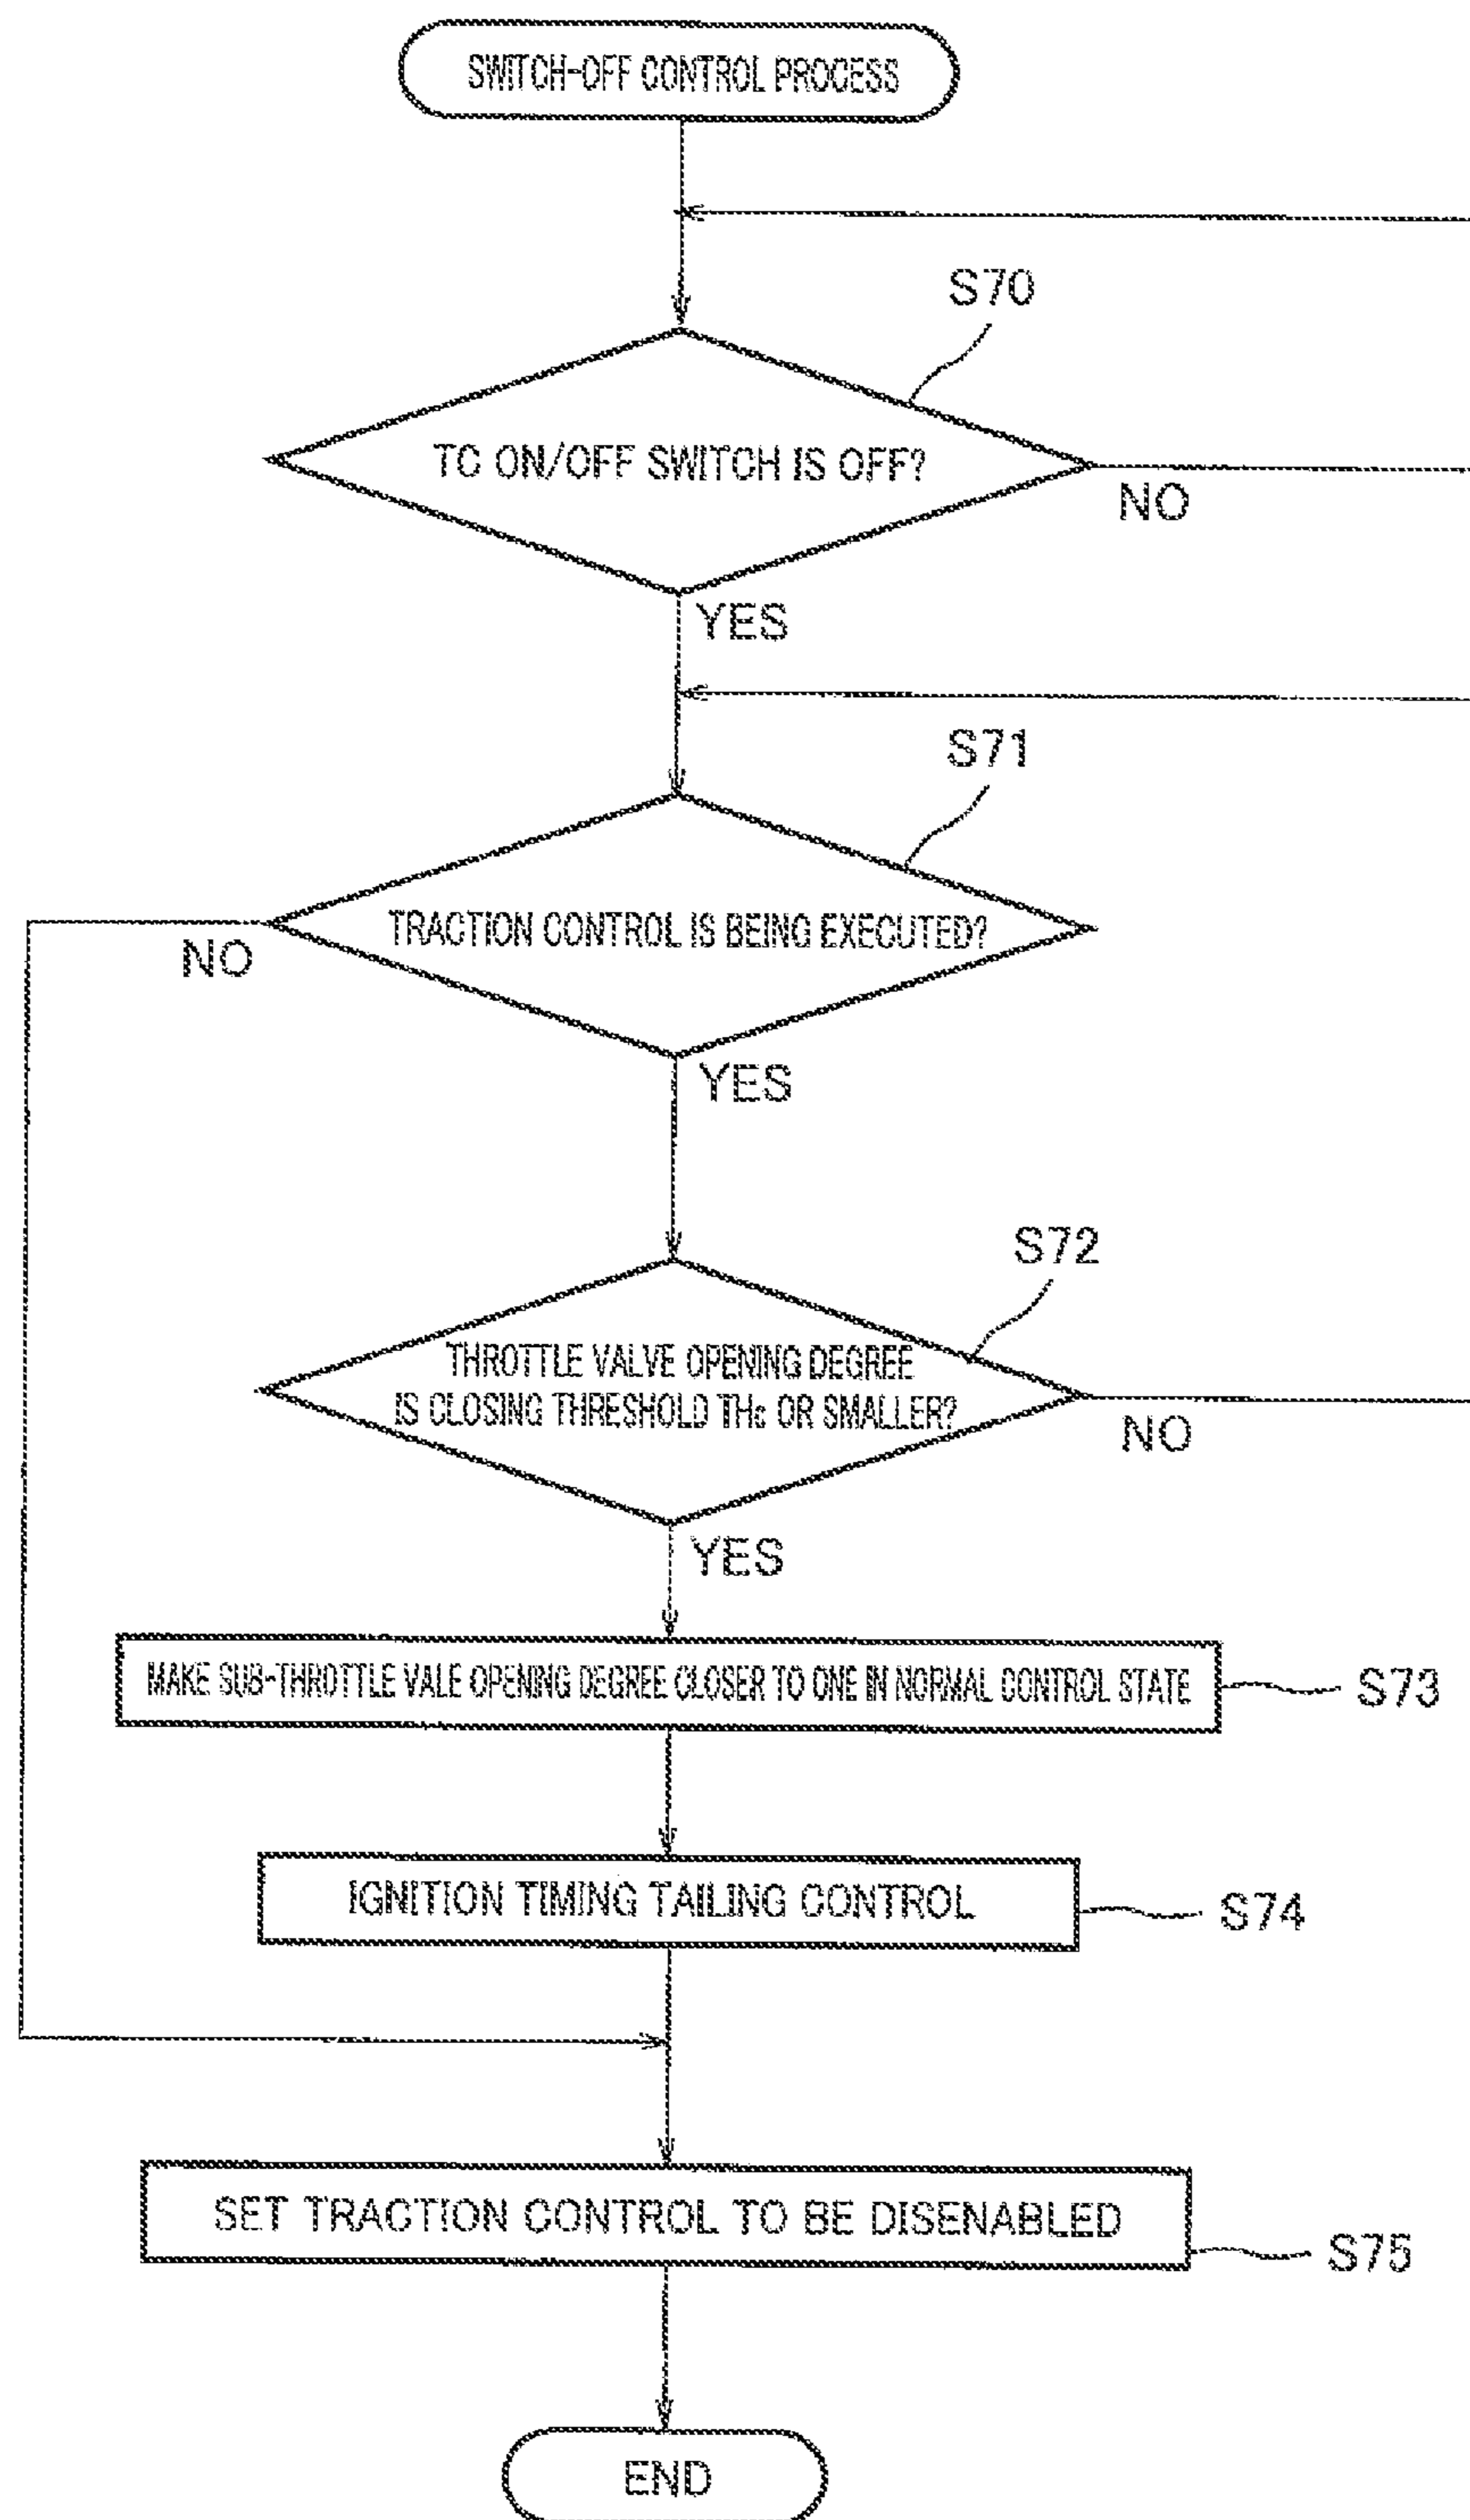 SWITCH-OFF CONTROL PROCESS
S70
TC ON/OFF SWITCH IS OFF?
NO
YES
S71
TRACTION CONTROL IS BEING EXECUTED?
NO
YES
S72
THROTTLE VALVE OPENING DEGREE
IS CLOSING THRESHOLD THc OR SMALLER?
NO
YES
MAKE SUB-THROTTLE VALE OPENING DEGREE CLOSER TO ONE IN NORMAL CONTROL STATE
S73
IGNITION TIMING TAILING CONTROL
S74
SET TRACTION CONTROL TO BE DISENABLED
S75
END